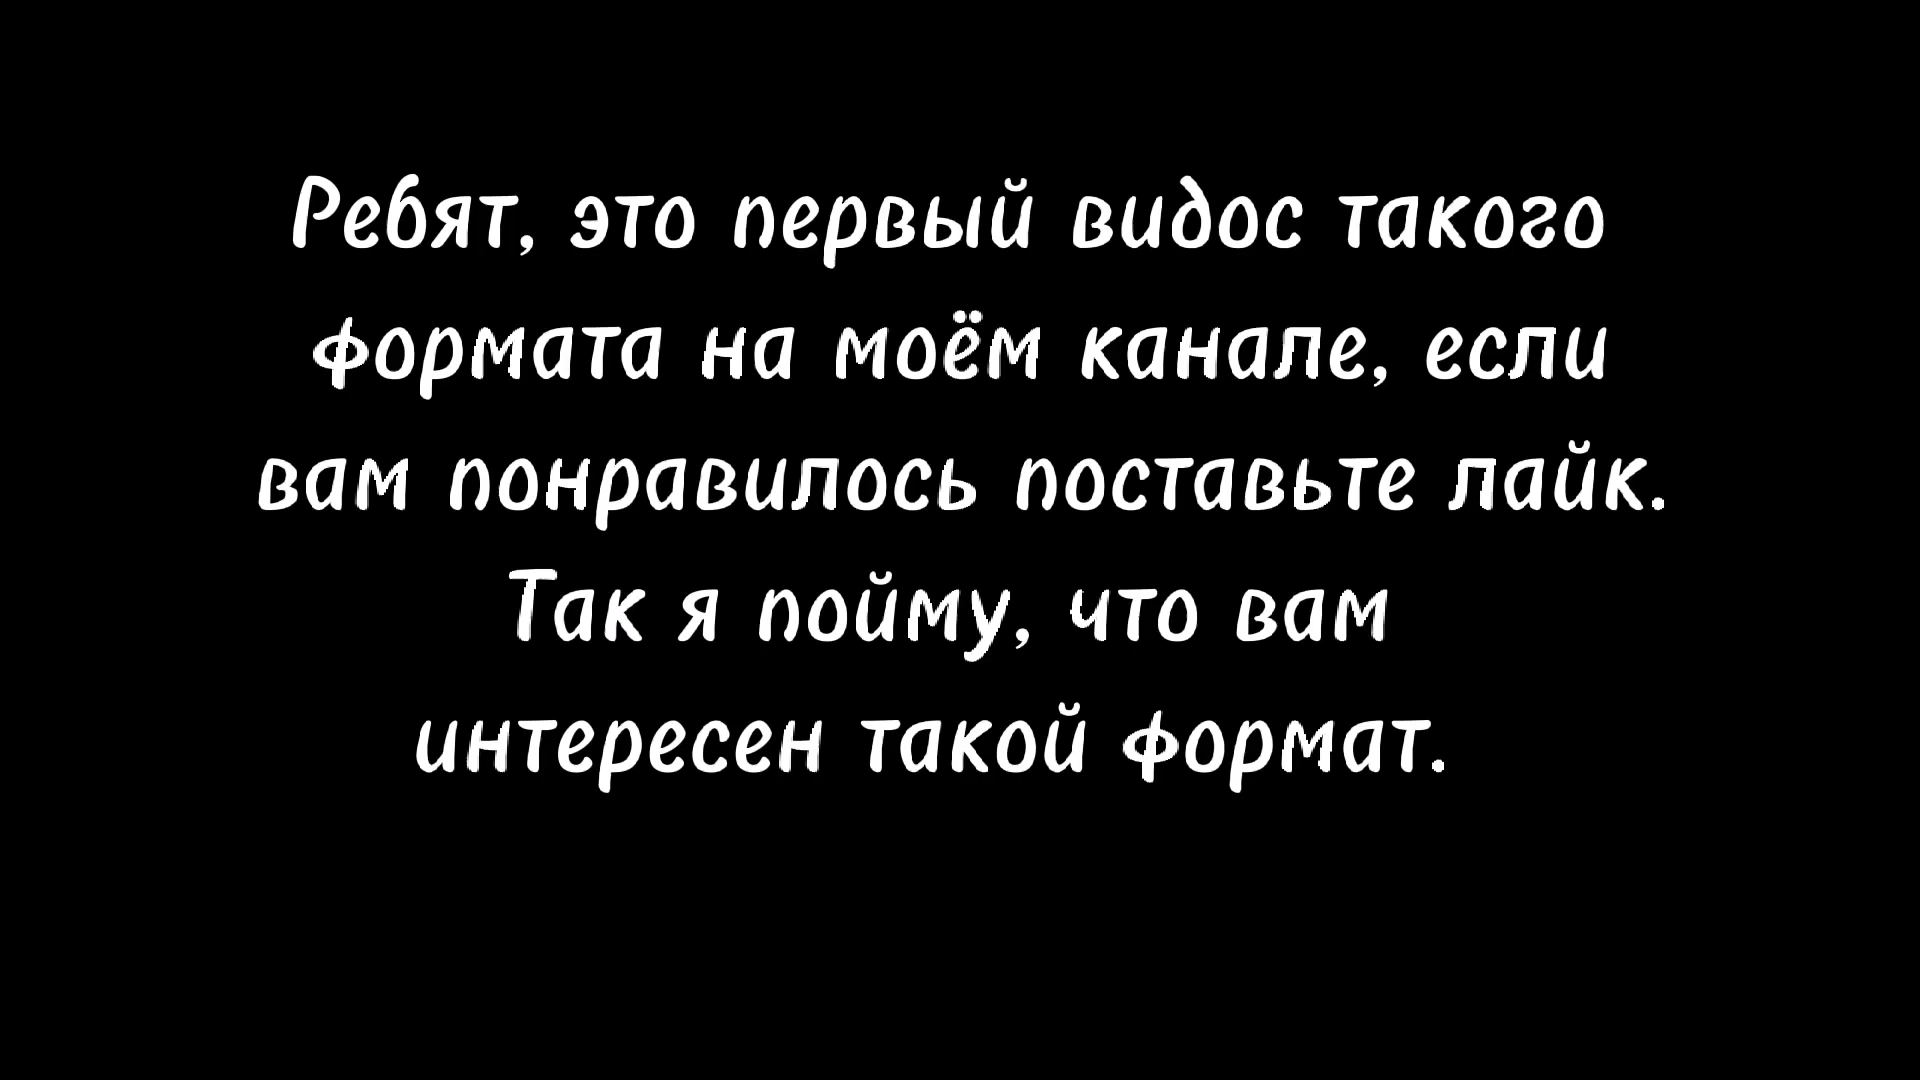 Ребят, это первый видос такого
формата на моём канале, если
вам понравилось поставьте лайк.
Так я пойму, что вам
интересен такой формат.